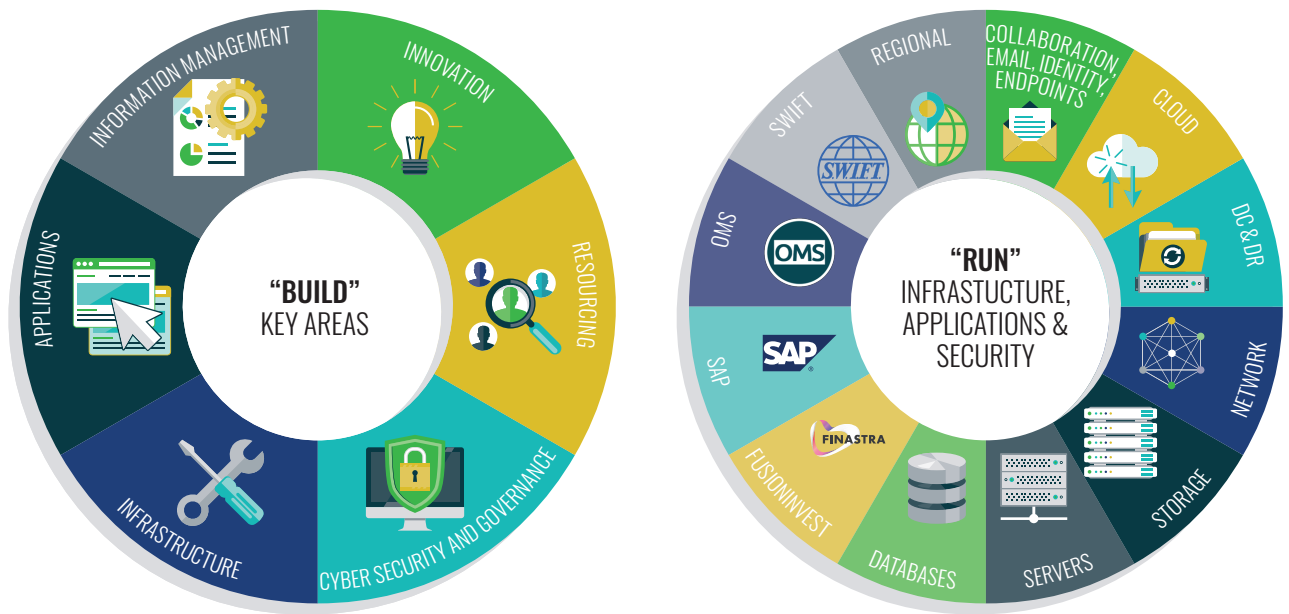 INFORMATION MANAGEMENT
INNOVATION
RESOURCING
CYBER SECURITY AND GOVERNANCE
INFRASTRUCTURE
APPLICATIONS
“BUILD”
KEY AREAS
REGIONAL
COLLABORATION,
EMAIL, IDENTITY,
ENDPOINTS
CLOUD
DC & DR
NETWORK
STORAGE
SERVERS
DATABASES
FUSIONINVEST
FINASTRA
SAP
SAP
®
OMS
OMS
SWIFT
SWIFT
“RUN”
INFRASTUCTURE,
APPLICATIONS &
SECURITY